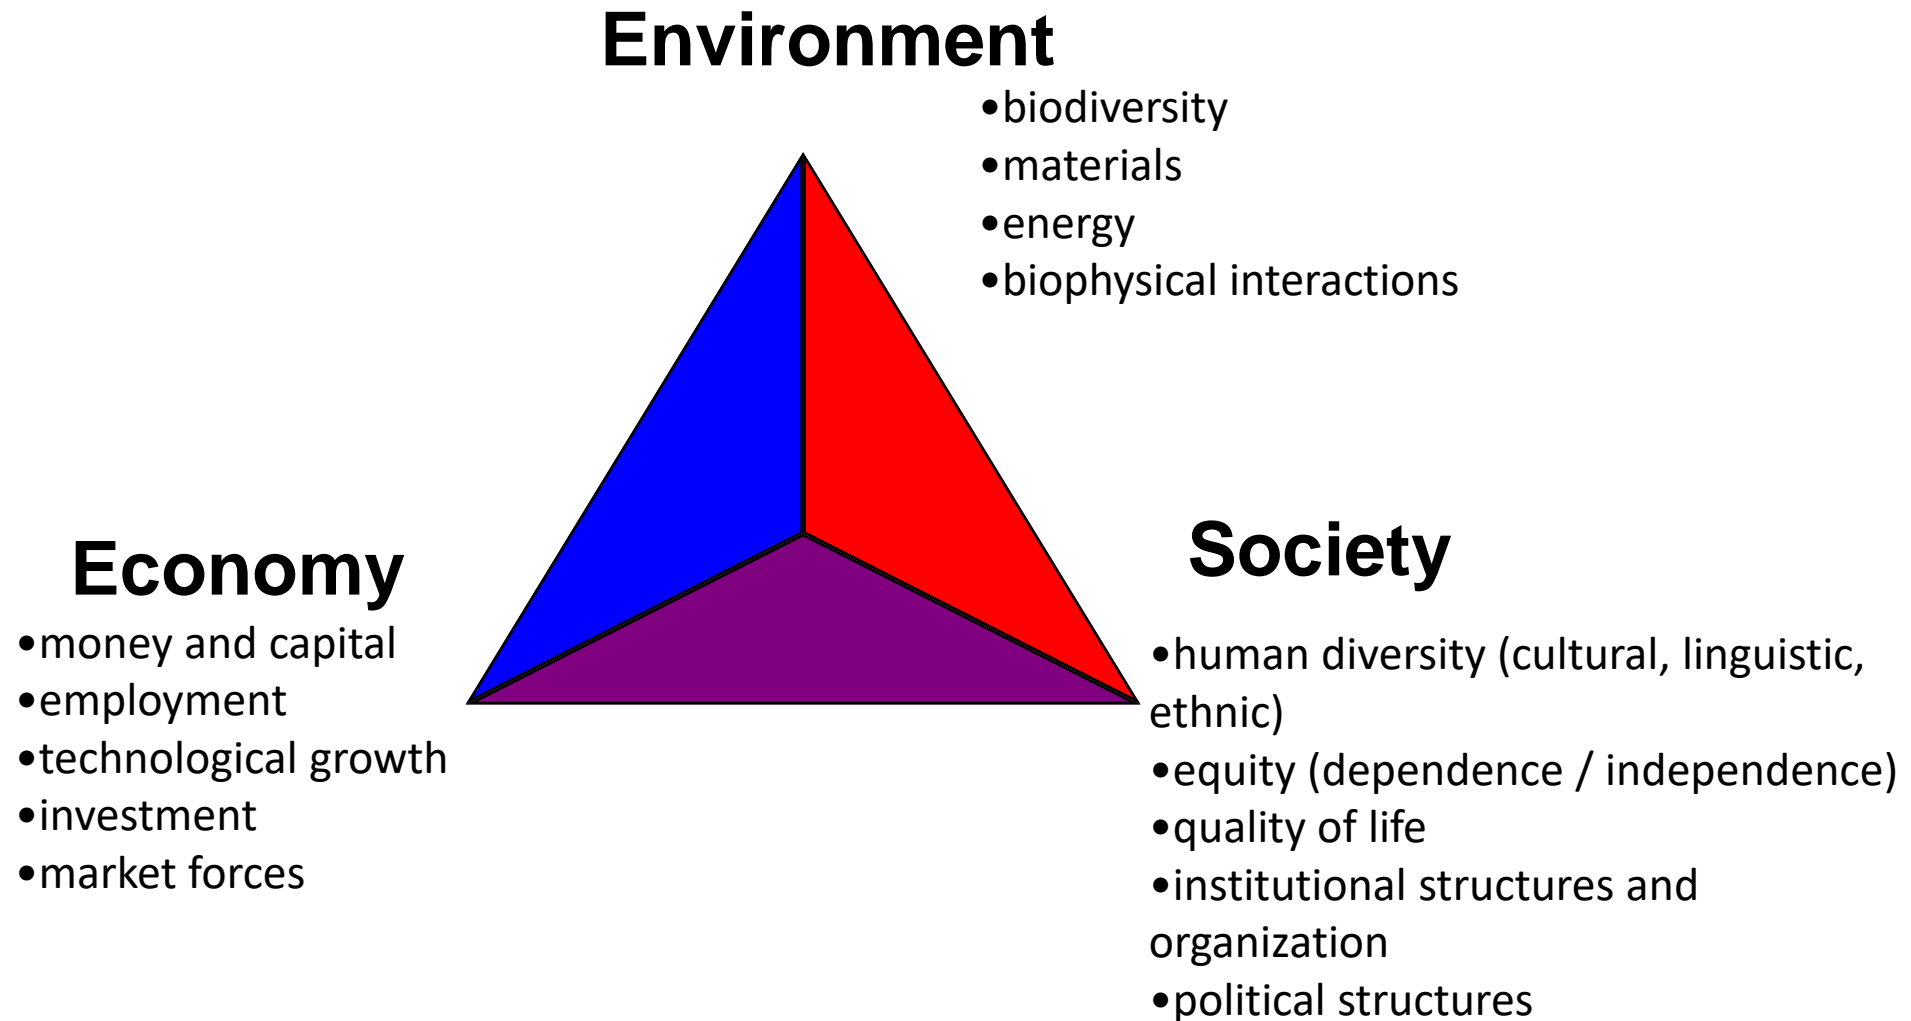 Environment
•biodiversity
•materials
•energy
•biophysical interactions
Economy
•money and capital
•employment
•technological growth
•investment
•market forces
Society
•human diversity (cultural, linguistic,
ethnic)
•equity (dependence / independence)
•quality of life
•institutional structures and
organization
•political structures